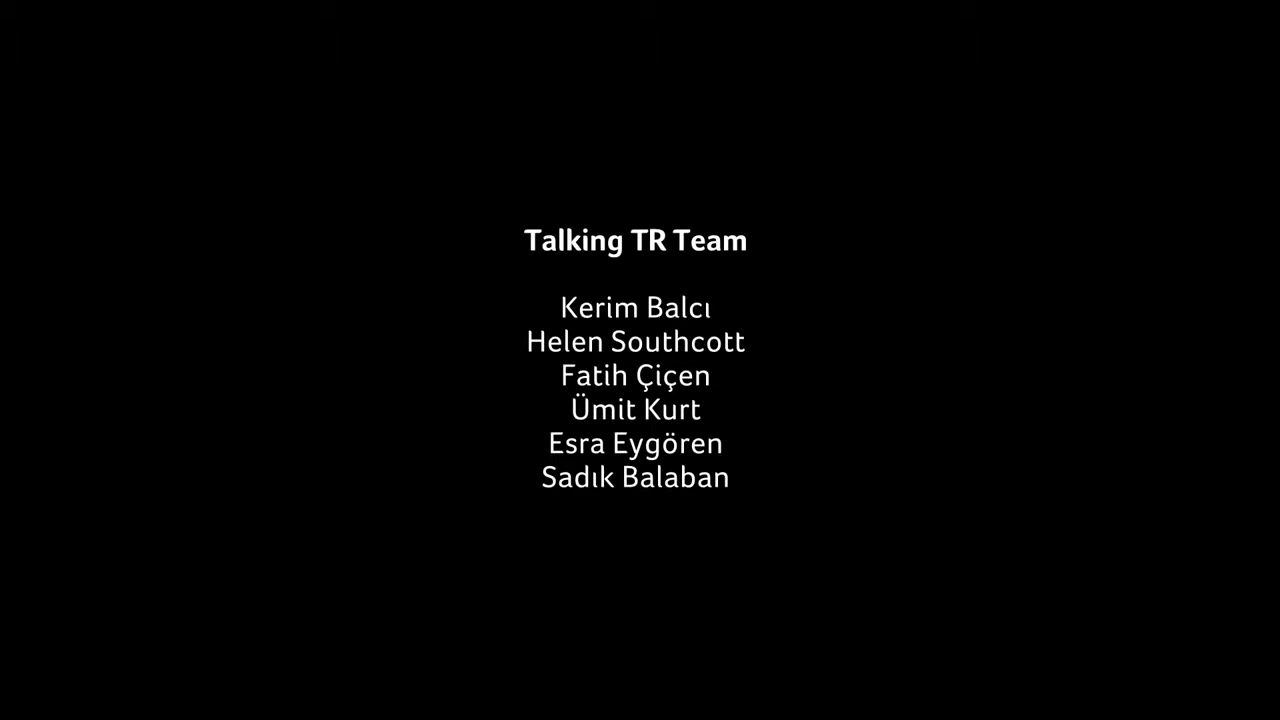 Talking TR Team
Kerim Balcı
Helen Southcott
Fatih Çiçen
Ümit Kurt
Esra Eygören
Sadık Balaban